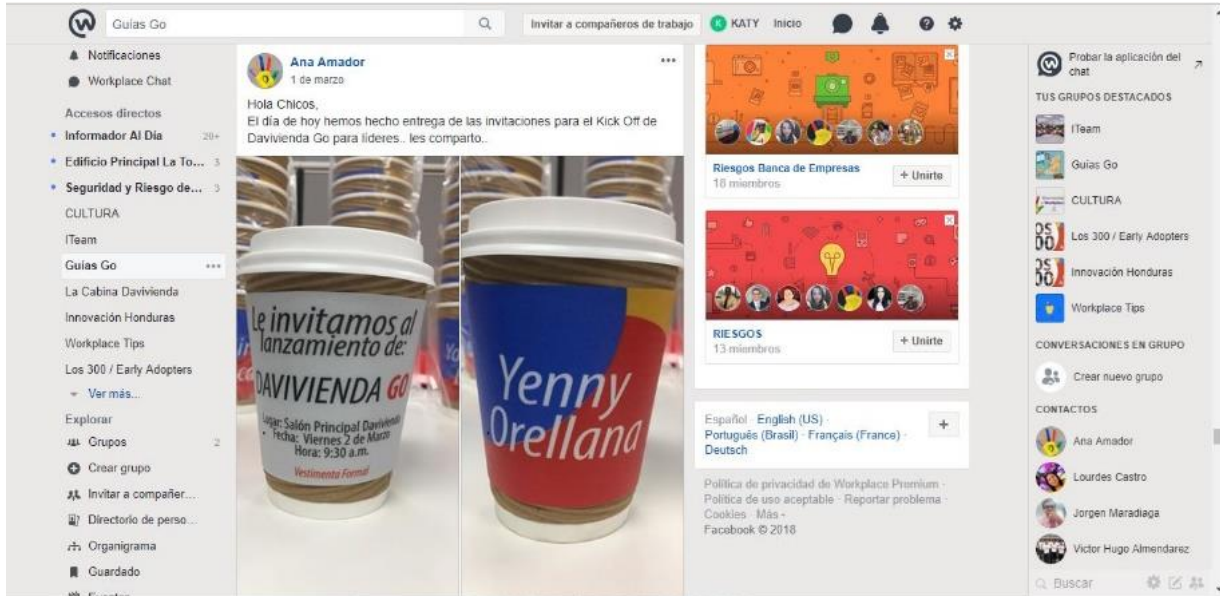 Guías Go
Invitar a compañeros de trabajo
KATY
Inicio
Notificaciones
Workplace Chat
Accesos directos
Informador Al Día 20+
Edificio Principal La To... 3
Seguridad y Riesgo de... 3
CULTURA
ITeam
Guías Go
La Cabina Davivienda
Innovación Honduras
Workplace Tips
Los 300 / Early Adopters
Ver más...
Explorar
Grupos 2
Crear grupo
Invitar a compañer...
Directorio de perso...
Organigrama
Guardado
Ana Amador
1 de marzo
Hola Chicos,
El día de hoy hemos hecho entrega de las invitaciones para el Kick Off de
Davivienda Go para líderes.. les comparto..
Le invitamos al
lanzamiento de:
DAVIVIENDA GO
Lugar: Salón Principal Davivienda
Fecha: Viernes 2 de Marzo
Hora: 9:30 a.m.
Vestimenta Formal
Yenny
Orellana
Riesgos Banca de Empresas
18 miembros
+ Unirte
RIESGOS
13 miembros
+ Unirte
Español · English (US) ·
Português (Brasil) · Français (France) ·
Deutsch
Política de privacidad de Workplace Premium ·
Política de uso aceptable · Reportar problema ·
Cookies · Más
Facebook © 2018
Probar la aplicación del
chat
TUS GRUPOS DESTACADOS
ITeam
Guías Go
CULTURA
Los 300 / Early Adopters
Innovación Honduras
Workplace Tips
CONVERSACIONES EN GRUPO
Crear nuevo grupo
CONTACTOS
Ana Amador
Lourdes Castro
Jorgen Maradiaga
Victor Hugo Almendarez
Buscar